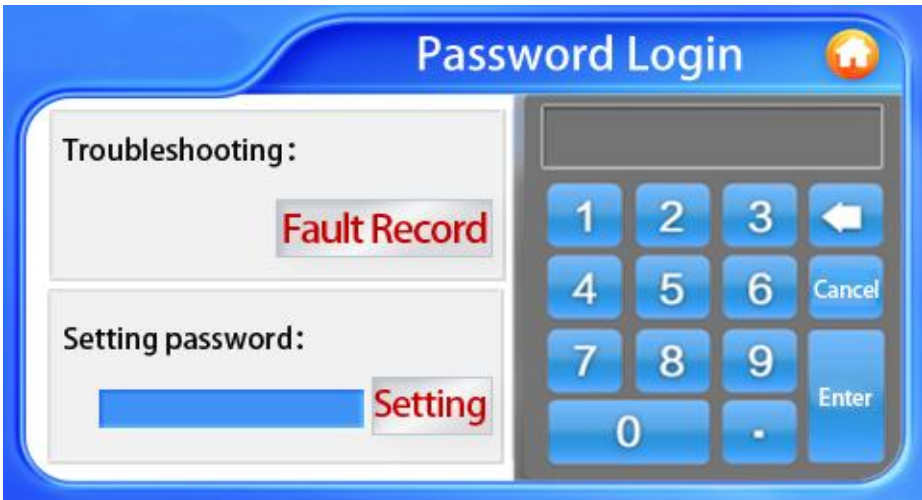 Password Login
Troubleshooting:
Fault Record
Setting password:
Setting
1 2 3
4 5 6 Cancel
7 8 9
Enter
0 .